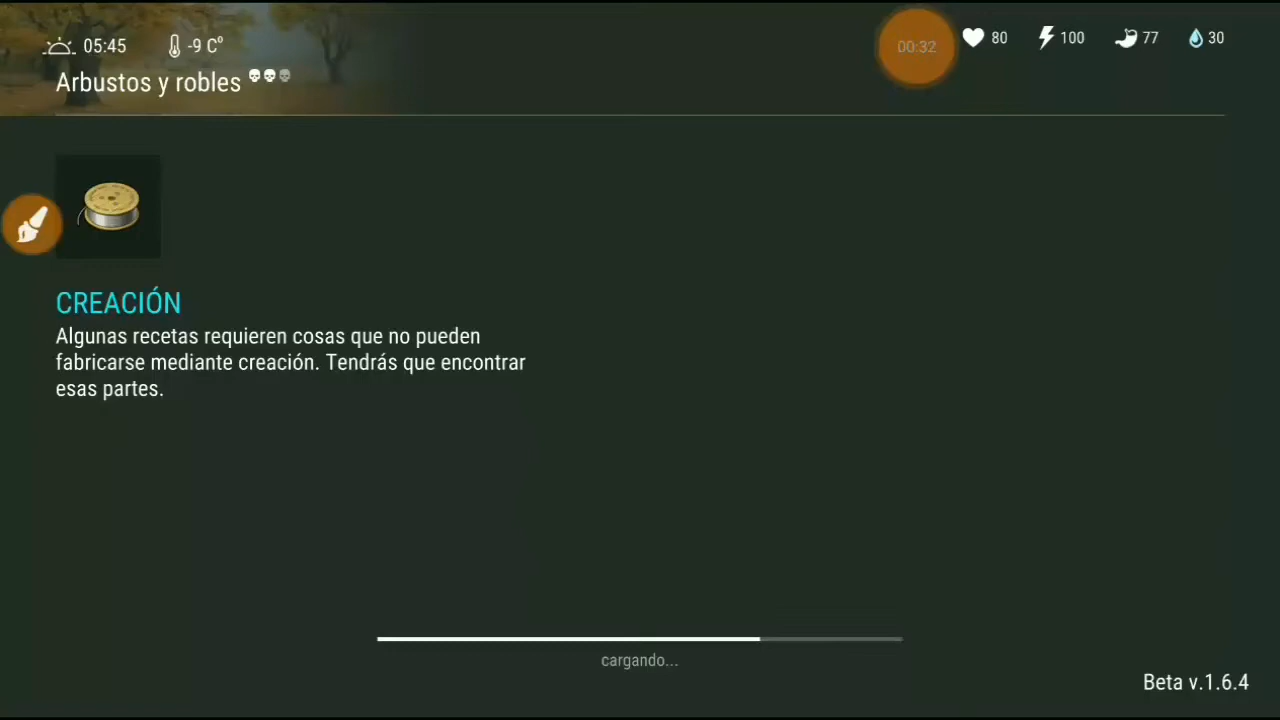 05:45
-9 Cº
00:32
80
100
77
30
Arbustos y robles
CREACIÓN
Algunas recetas requieren cosas que no pueden
fabricarse mediante creación. Tendrás que encontrar
esas partes.
cargando...
Beta v.1.6.4